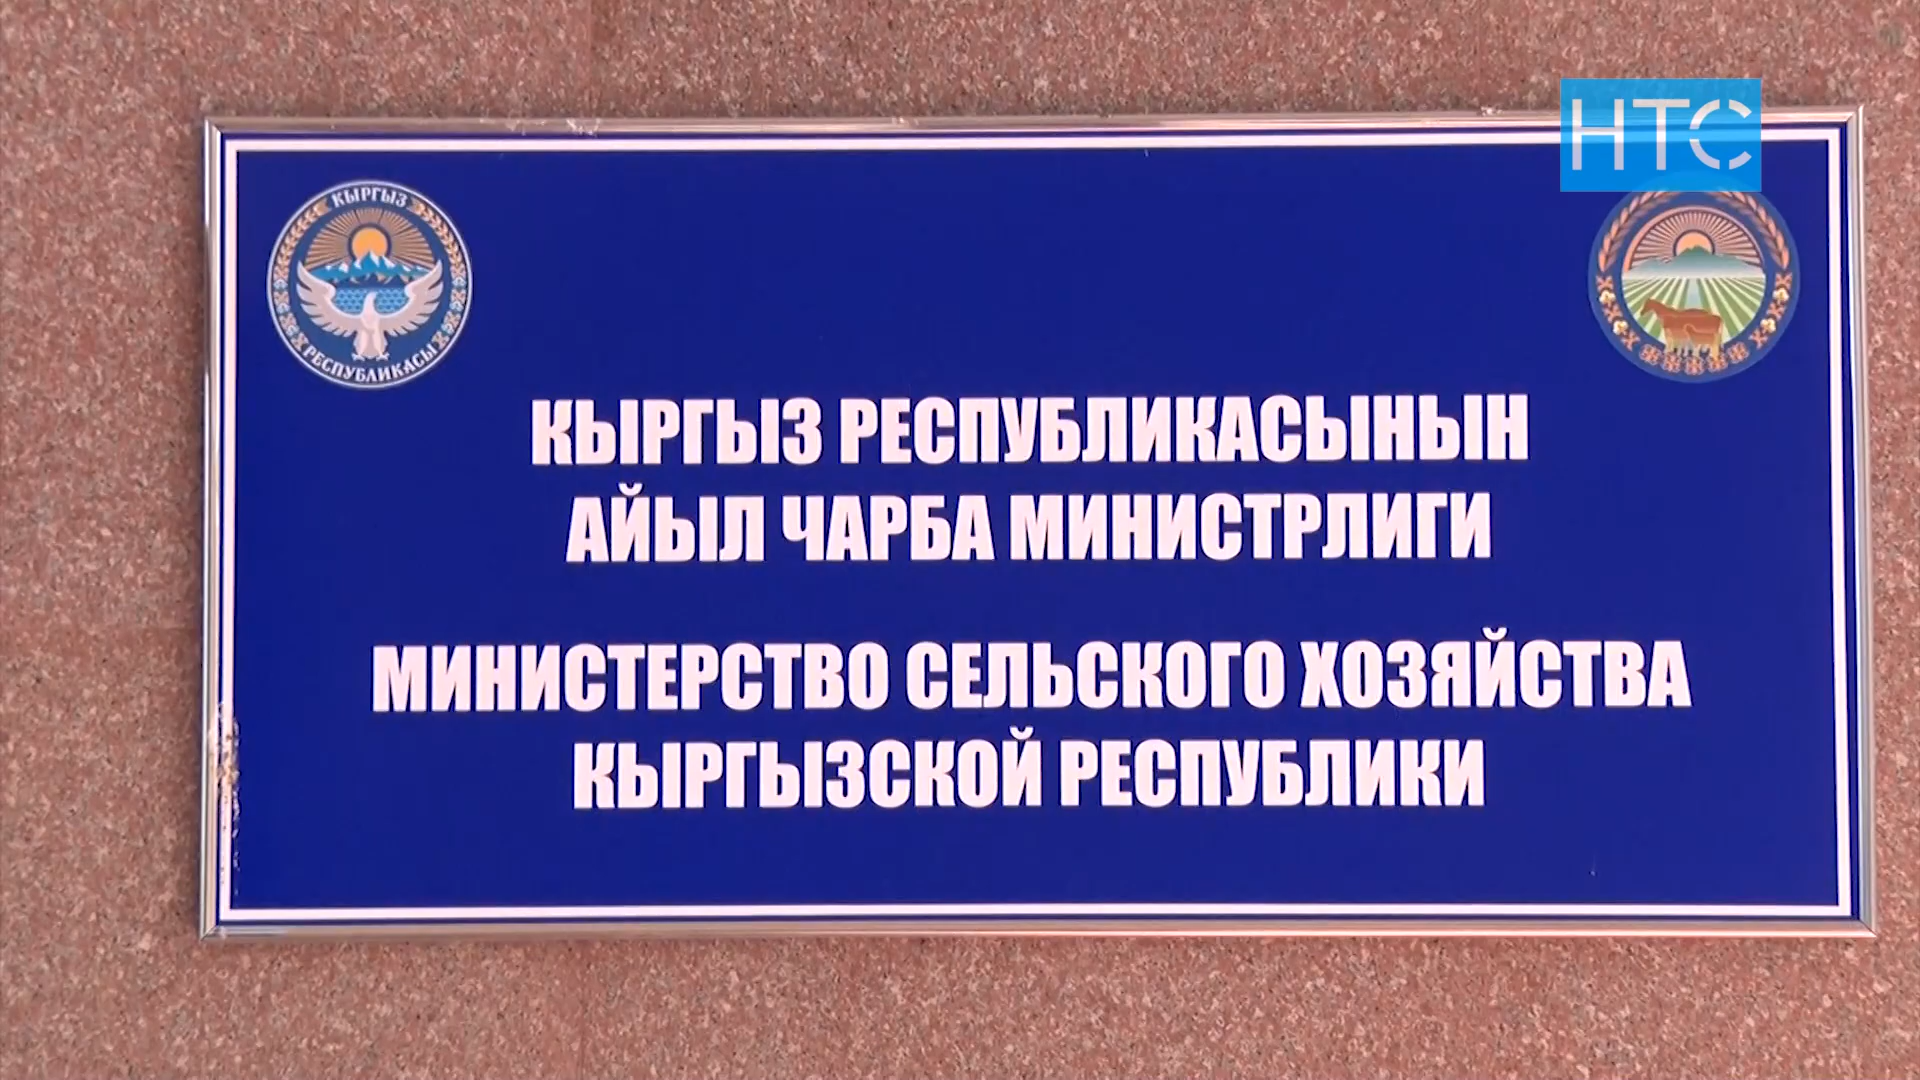 НТС
КЫРГЫЗ
РЕСПУБЛИКАСЫ
КЫРГЫЗ РЕСПУБЛИКАСЫНЫН
АЙЫЛ ЧАРБА МИНИСТРЛИГИ
МИНИСТЕРСТВО СЕЛЬСКОГО ХОЗЯЙСТВА
КЫРГЫЗСКОЙ РЕСПУБЛИКИ